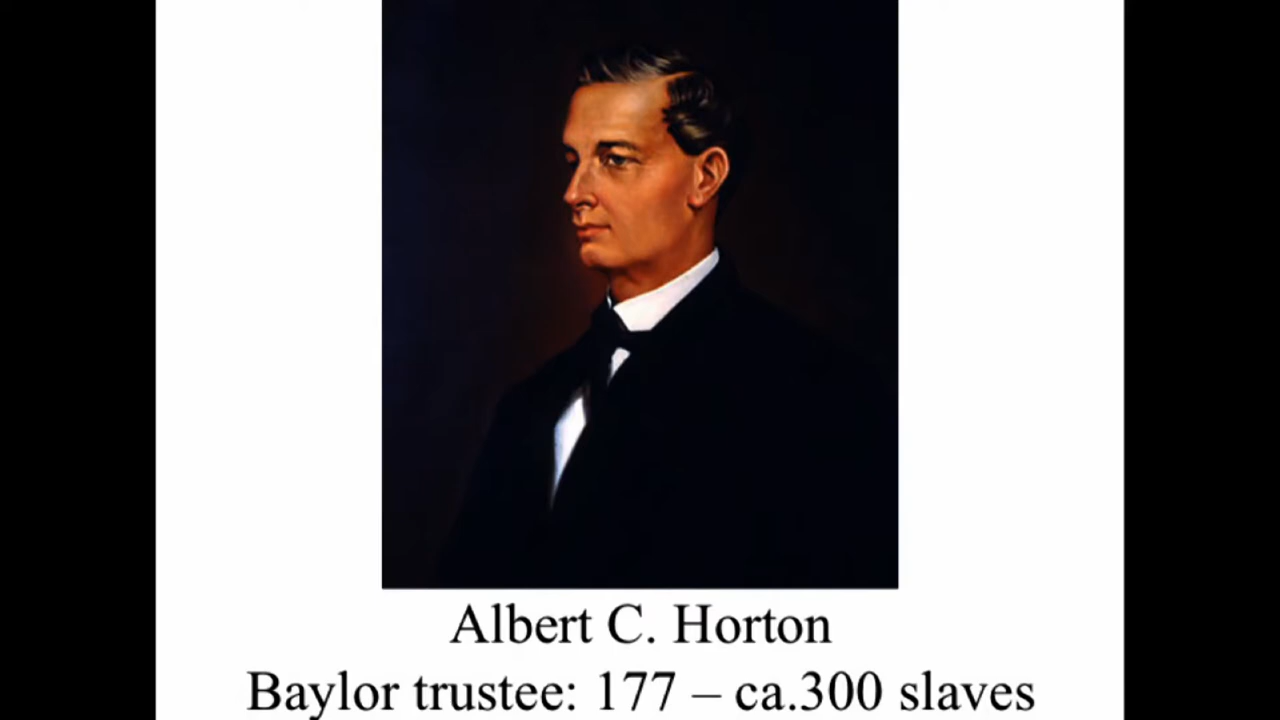 Albert C. Horton
Baylor trustee: 177 – ca.300 slaves